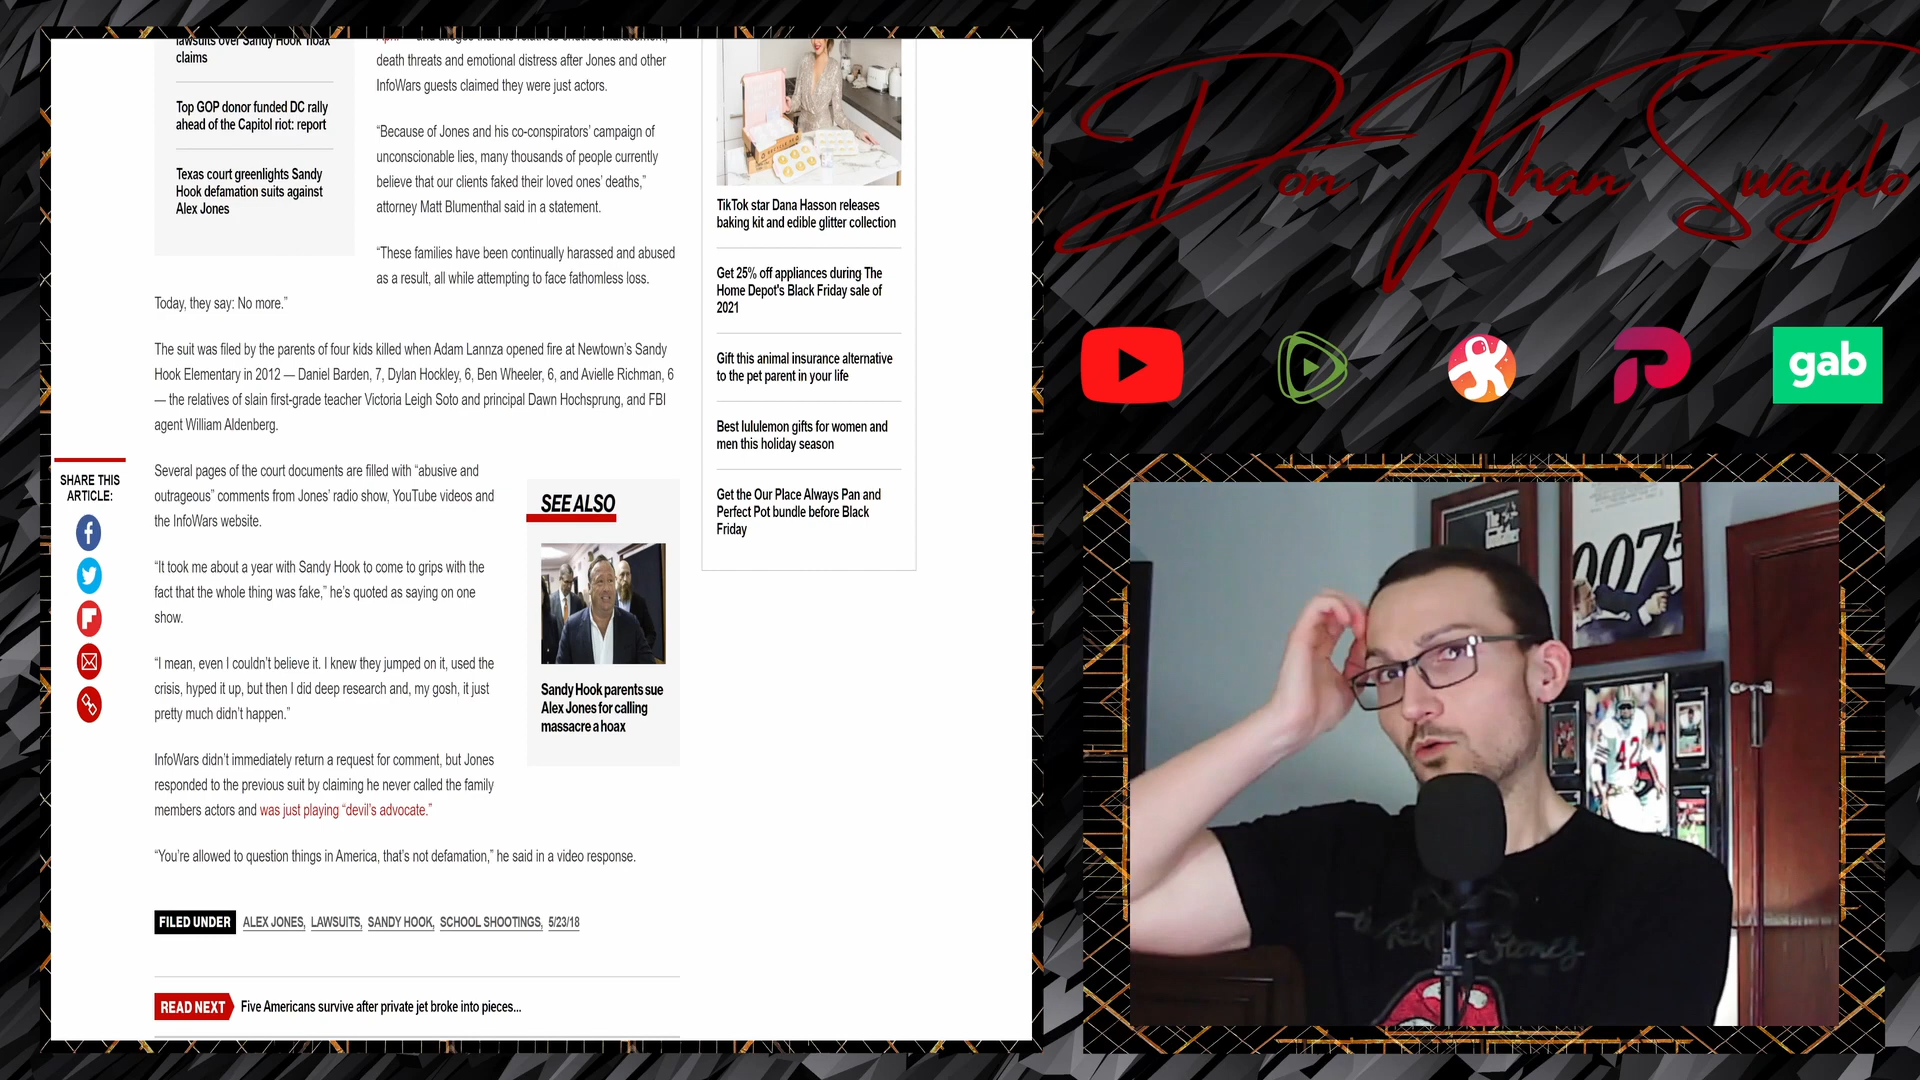 lawsuits over Sandy Hook 'hoax'
claims
Top GOP donor funded DC rally
ahead of the Capitol riot: report
Texas court greenlights Sandy
Hook defamation suits against
Alex Jones
death threats and emotional distress after Jones and other
InfoWars guests claimed they were just actors.
“Because of Jones and his co-conspirators’ campaign of
unconscionable lies, many thousands of people currently
believe that our clients faked their loved ones’ deaths,”
attorney Matt Blumenthal said in a statement.
“These families have been continually harassed and abused
as a result, all while attempting to face fathomless loss.
Today, they say: No more.”
The suit was filed by the parents of four kids killed when Adam Lannza opened fire at Newtown’s Sandy
Hook Elementary in 2012 — Daniel Barden, 7, Dylan Hockley, 6, Ben Wheeler, 6, and Avielle Richman, 6
— the relatives of slain first-grade teacher Victoria Leigh Soto and principal Dawn Hochsprung, and FBI
agent William Aldenberg.
SHARE THIS
ARTICLE:
Several pages of the court documents are filled with “abusive and
outrageous” comments from Jones’ radio show, YouTube videos and
the InfoWars website.
“It took me about a year with Sandy Hook to come to grips with the
fact that the whole thing was fake,” he’s quoted as saying on one
show.
“I mean, even I couldn’t believe it. I knew they jumped on it, used the
crisis, hyped it up, but then I did deep research and, my gosh, it just
pretty much didn’t happen.”
InfoWars didn’t immediately return a request for comment, but Jones
responded to the previous suit by claiming he never called the family
members actors and was just playing “devil’s advocate.”
“You’re allowed to question things in America, that’s not defamation,” he said in a video response.
SEE ALSO
Sandy Hook parents sue
Alex Jones for calling
massacre a hoax
FILED UNDER ALEX JONES, LAWSUITS, SANDY HOOK, SCHOOL SHOOTINGS, 5/23/18
READ NEXT Five Americans survive after private jet broke into pieces...
TikTok star Dana Hasson releases
baking kit and edible glitter collection
Get 25% off appliances during The
Home Depot's Black Friday sale of
2021
Gift this animal insurance alternative
to the pet parent in your life
Best lululemon gifts for women and
men this holiday season
Get the Our Place Always Pan and
Perfect Pot bundle before Black
Friday
Don Khan Swaylo
gab
007
42